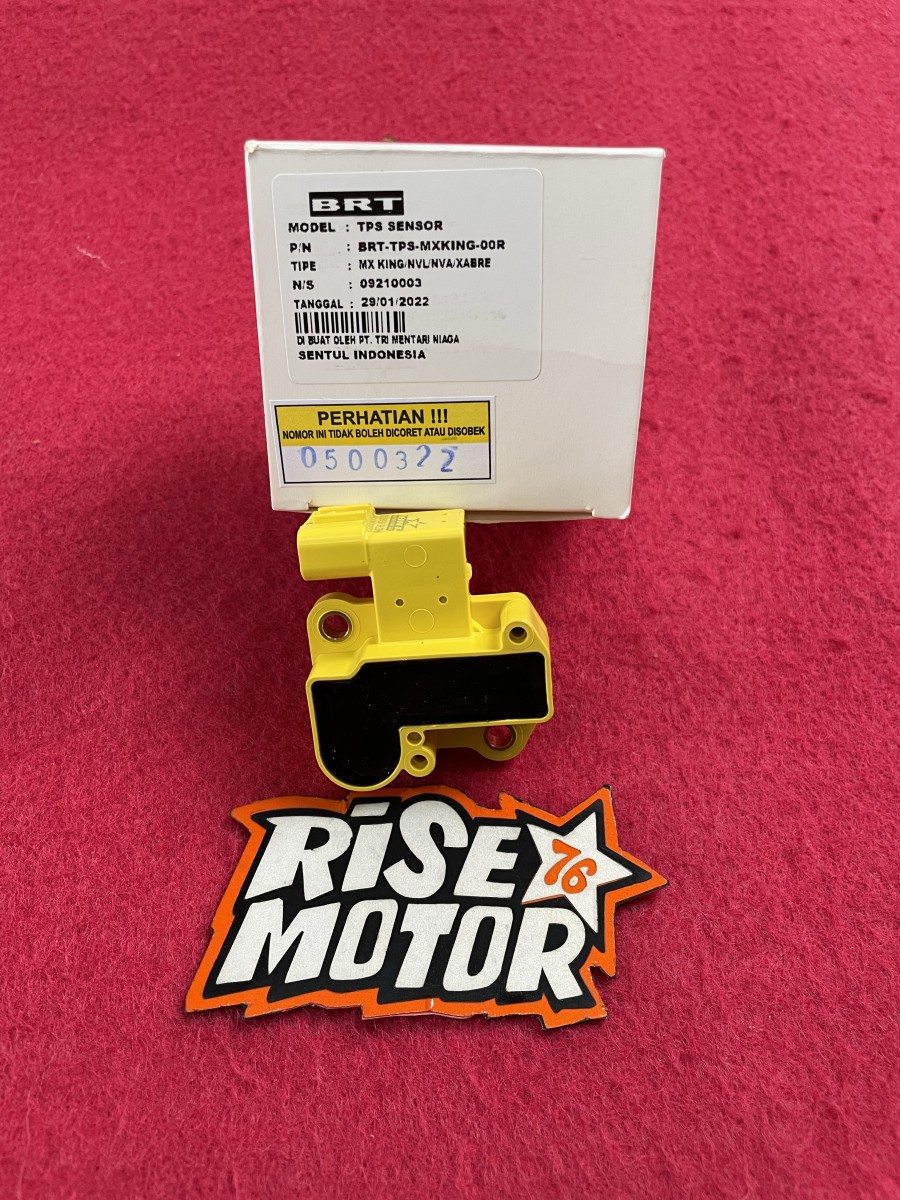 BRT
MODEL : TPS SENSOR
P/N : BRT-TPS-MXKING-00R
TIPE : MX KING/NVL/NVA/XABRE
N/S : 09210003
TANGGAL : 29/01/2022
DI BUAT OLEH PT. TRI MENTARI NIAGA
SENTUL INDONESIA
PERHATIAN !!!
NOMOR INI TIDAK BOLEH DICORET ATAU DISOBEK
0500322
RiSE 76
MOTOR